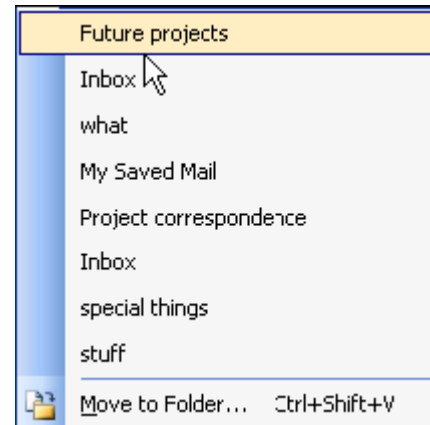 Future projects
Inbox
what
My Saved Mail
Project correspondence
Inbox
special things
stuff
Move to Folder... Ctrl+Shift+V